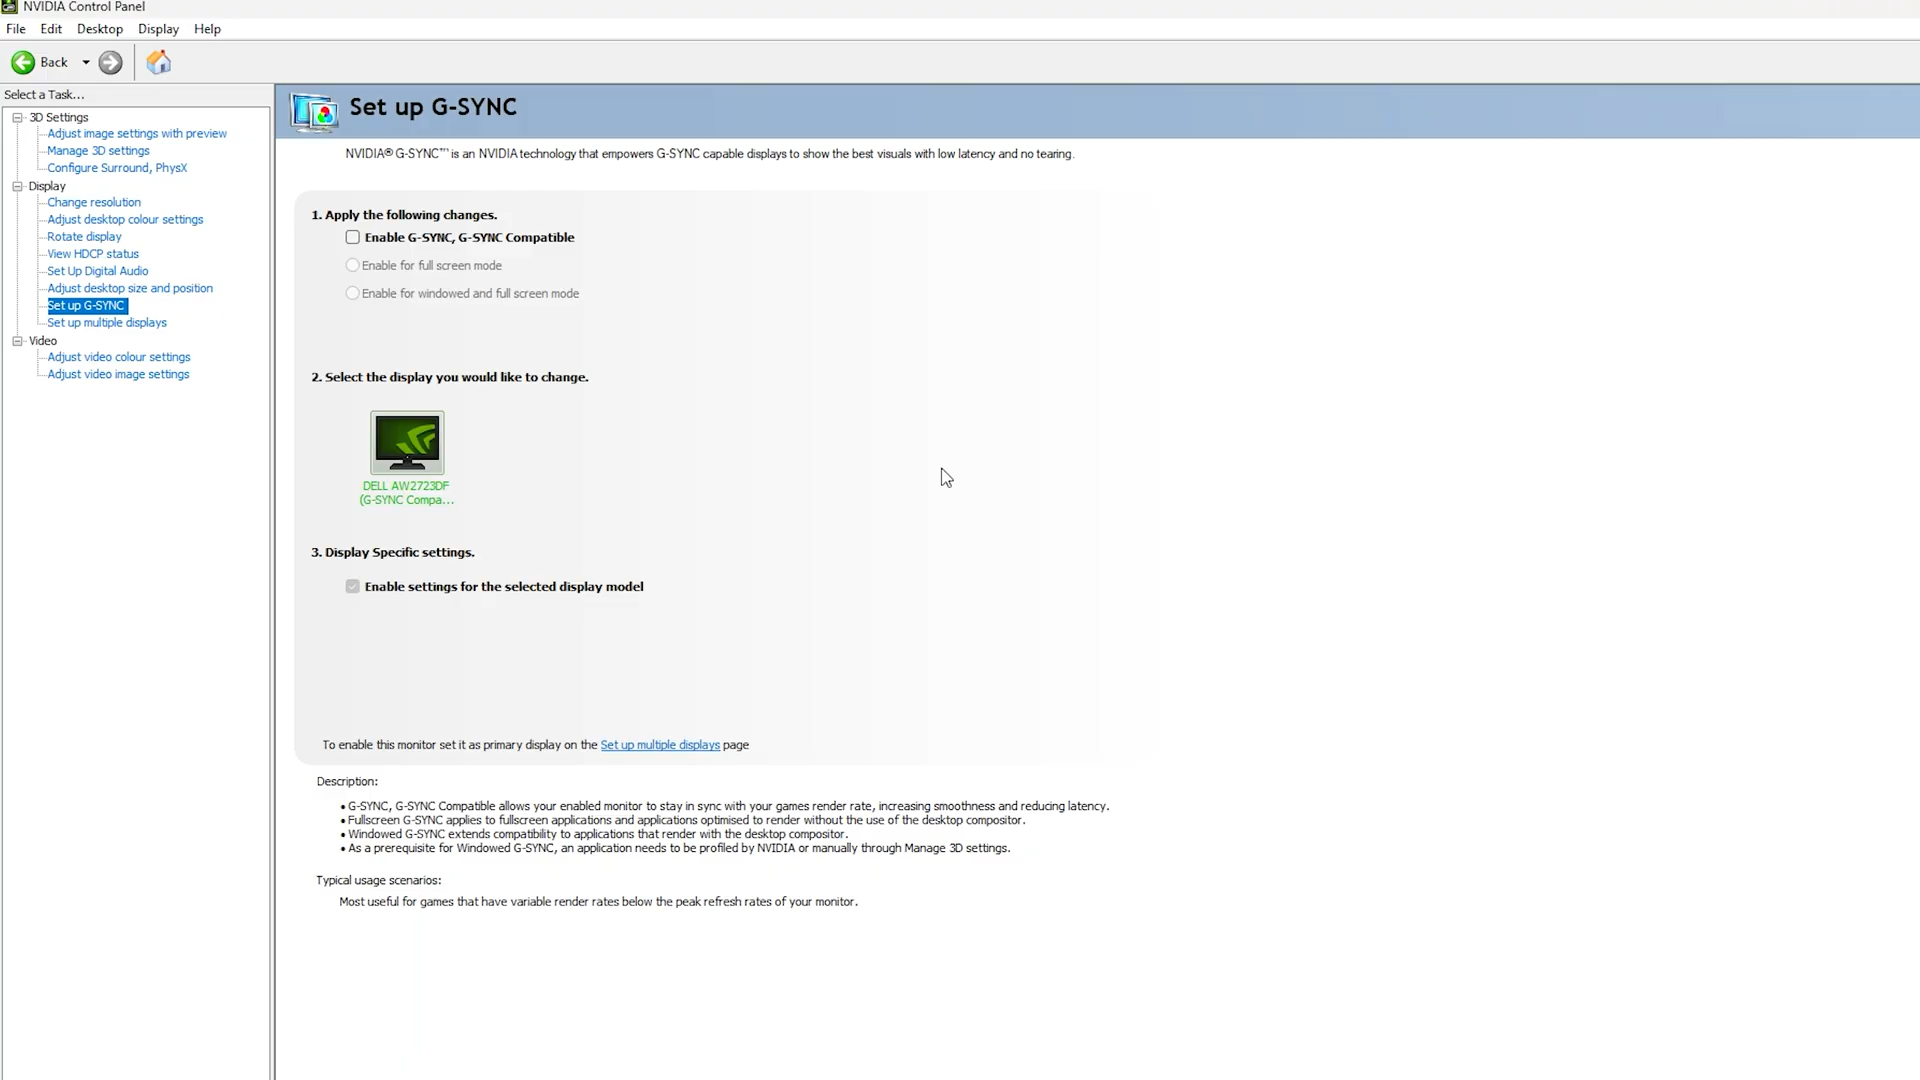 NVIDIA Control Panel
File Edit Desktop Display Help
Back
Select a Task...
3D Settings
Adjust image settings with preview
Manage 3D settings
Configure Surround, PhysX
Display
Change resolution
Adjust desktop colour settings
Rotate display
View HDCP status
Set Up Digital Audio
Adjust desktop size and position
Set up G-SYNC
Set up multiple displays
Video
Adjust video colour settings
Adjust video image settings
Set up G-SYNC
NVIDIA® G-SYNC™ is an NVIDIA technology that empowers G-SYNC capable displays to show the best visuals with low latency and no tearing.
1. Apply the following changes.
Enable G-SYNC, G-SYNC Compatible
Enable for full screen mode
Enable for windowed and full screen mode
2. Select the display you would like to change.
DELL AW2723DF
(G-SYNC Compa...
3. Display Specific settings.
Enable settings for the selected display model
To enable this monitor set it as primary display on the Set up multiple displays page
Description:
• G-SYNC, G-SYNC Compatible allows your enabled monitor to stay in sync with your games render rate, increasing smoothness and reducing latency.
• Fullscreen G-SYNC applies to fullscreen applications and applications optimised to render without the use of the desktop compositor.
• Windowed G-SYNC extends compatibility to applications that render with the desktop compositor.
• As a prerequisite for Windowed G-SYNC, an application needs to be profiled by NVIDIA or manually through Manage 3D settings.
Typical usage scenarios:
Most useful for games that have variable render rates below the peak refresh rates of your monitor.